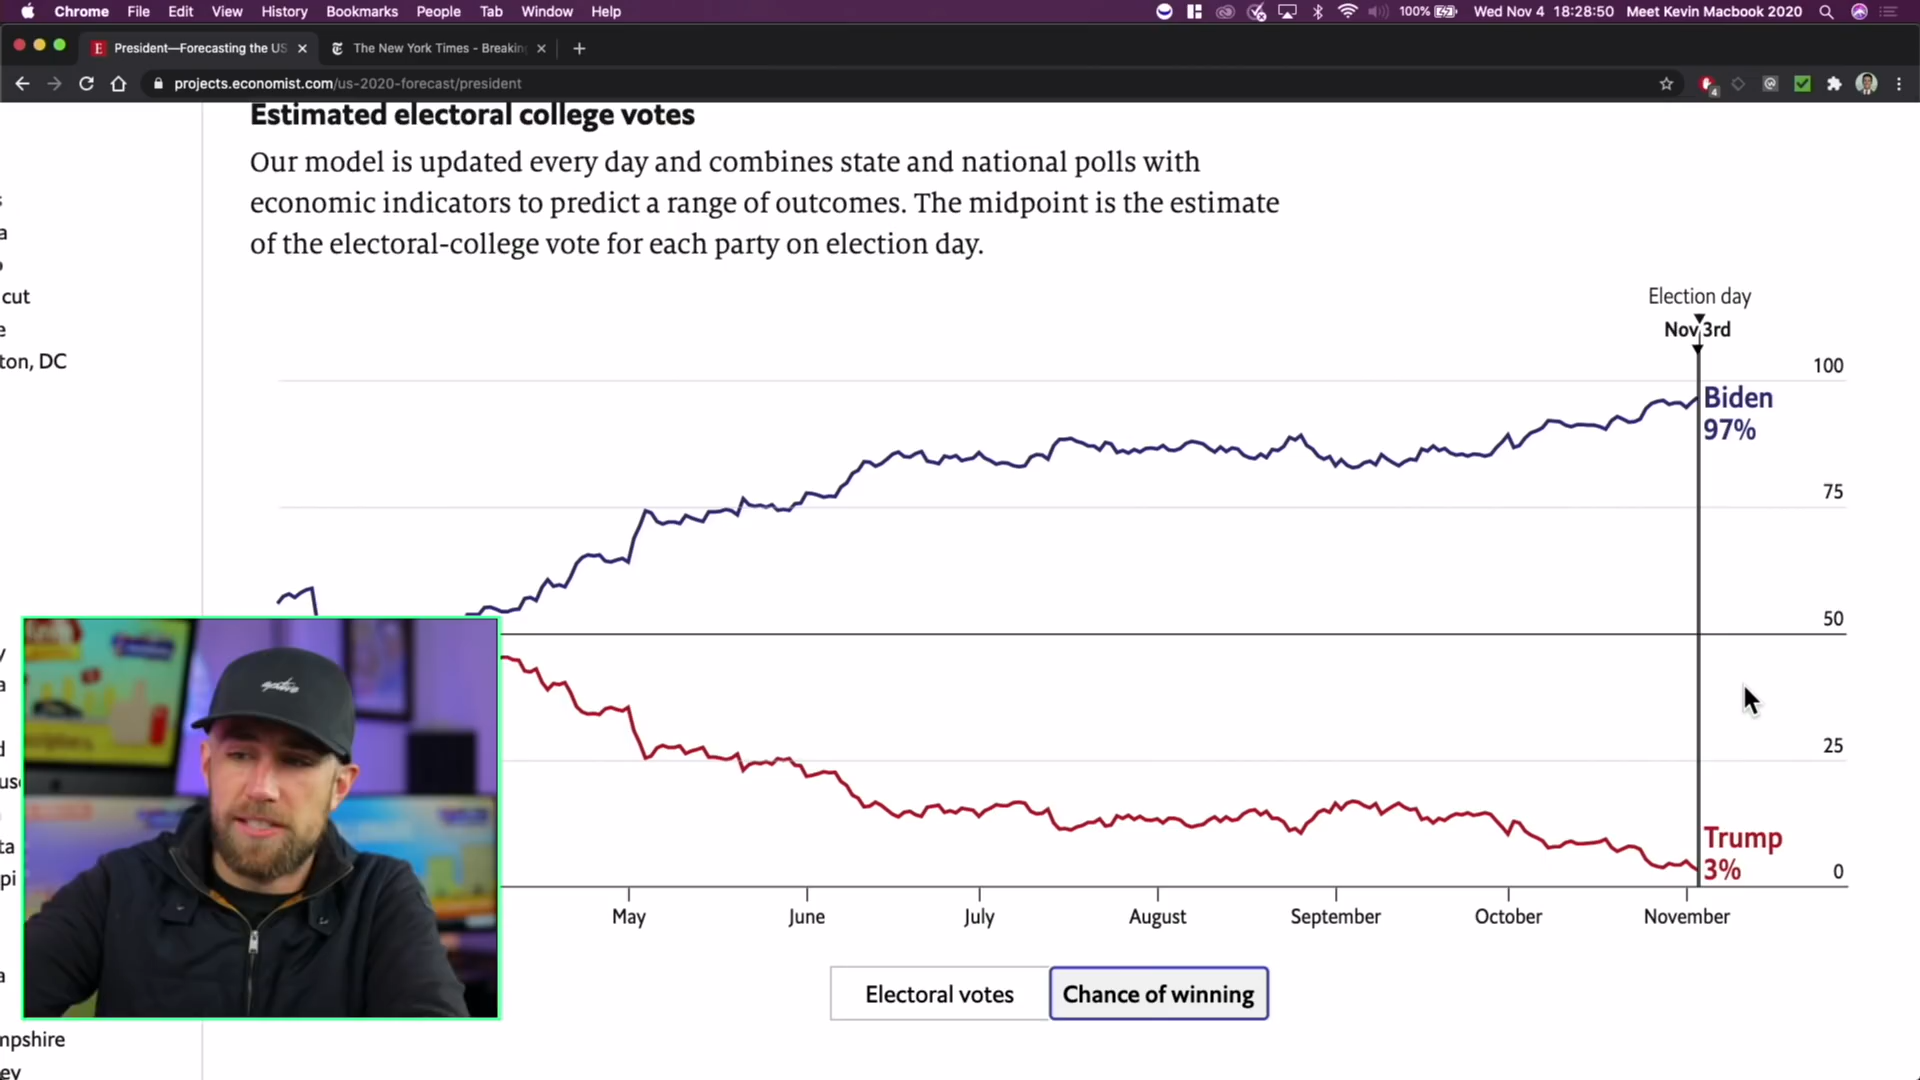 Chrome File Edit View History Bookmarks People Tab Window Help 100% Wed Nov 4 18:28:50 Meet Kevin Macbook 2020
E President—Forecasting the US The New York Times - Breakin
projects.economist.com/us-2020-forecast/president
4
Estimated electoral college votes
Our model is updated every day and combines state and national polls with
economic indicators to predict a range of outcomes. The midpoint is the estimate
of the electoral-college vote for each party on election day.
cut
ton, DC
Election day
Nov 3rd
100
Biden
97%
75
50
25
Trump
3%
0
May June July August September October November
Electoral votes Chance of winning
mpshire